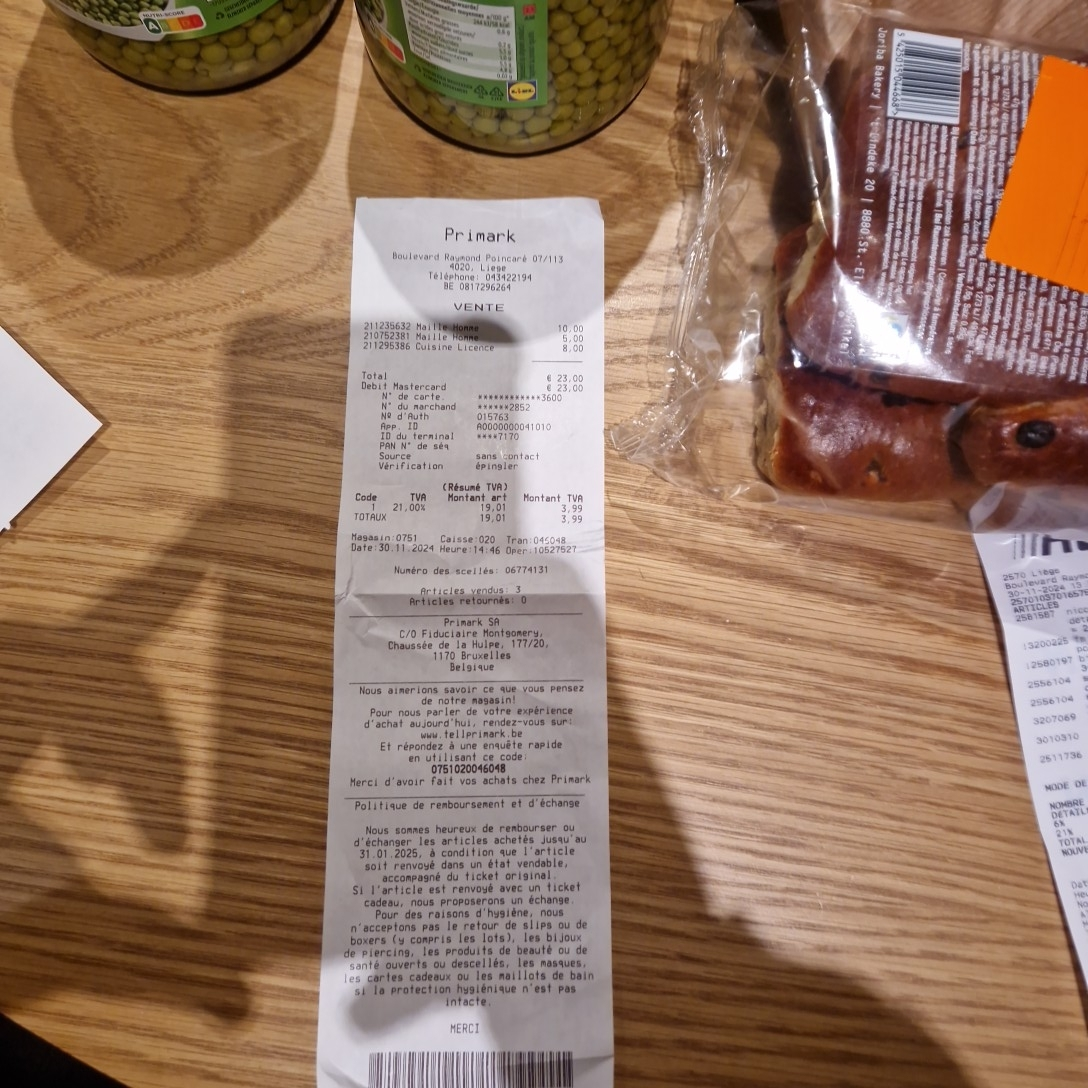 NUTRI-SCORE
LIDL
Jariba Bakery | 't Lindeke 20 | 8880 St.-El
Primark
Boulevard Raymond Poincaré 07/113
4020, Liege
Téléphone: 043422194
BE 0817296264
VENTE
211235632 Maille Homme 10,00
210752381 Maille Homme 5,00
211295386 Cuisine Licence 8,00
Total € 23,00
Debit Mastercard € 23,00
N° de carte. ************3600
N° du marchand ******2852
Nº d'Auth 015763
App. ID A0000000041010
ID du terminal ****7170
PAN N° de séq
Source sans contact
Vérification épingler
(Résumé TVA)
Code TVA Montant art Montant TVA
1 21,00% 19,01 3,99
TOTAUX 19,01 3,99
Magasin:0751 Caisse:020 Tran:046048
Date:30.11.2024 Heure:14:46 Oper:10527527
Numéro des scellés: 06774131
Articles vendus: 3
Articles retournés: 0
Primark SA
C/O Fiduciaire Montgomery,
Chaussée de la Hulpe, 177/20,
1170 Bruxelles
Belgique
Nous aimerions savoir ce que vous pensez
de notre magasin!
Pour nous parler de votre expérience
d'achat aujourd'hui, rendez-vous sur:
www.tellprimark.be
Et répondez à une enquête rapide
en utilisant ce code:
0751020046048
Merci d'avoir fait vos achats chez Primark
Politique de remboursement et d'échange
Nous sommes heureux de rembourser ou
d'échanger les articles achetés jusqu'au
31.01.2025, à condition que l'article
soit renvoyé dans un état vendable,
accompagné du ticket original.
Si l'article est renvoyé avec un ticket
cadeau, nous proposerons un échange.
Pour des raisons d'hygiène, nous
n'acceptons pas le retour de slips ou de
boxers (y compris les lots), les bijoux
de piercing, les produits de beauté ou de
santé ouverts ou descellés, les masques,
les cartes cadeaux ou les maillots de bain
si la protection hygiénique n'est pas
intacte.
MERCI
2570 Liège
Boulevard Raymo
30-11-2024 13
ARTICLES
2561567
13200225
12580197
2556104
2556104
3207069
3010310
2511736
MODE DE
NOMBRE
DETAIL
6%
21%
TOTAL
NOUV